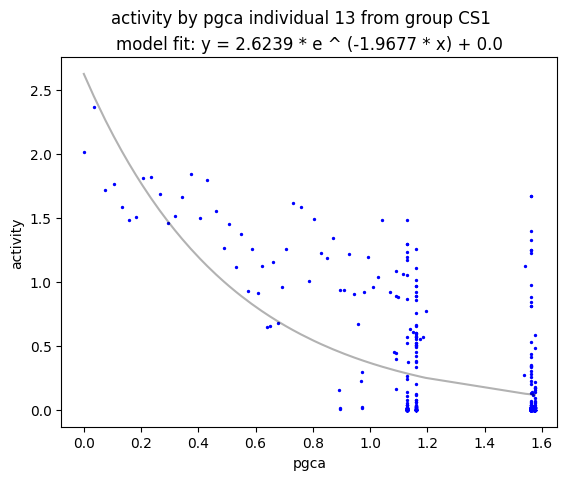 activity by pgca individual 13 from group CS1
model fit: y = 2.6239 * e ^ (-1.9677 * x) + 0.0
2.5
2.0
1.5
1.0
0.5
0.0
activity
0.0 0.2 0.4 0.6 0.8 1.0 1.2 1.4 1.6
pgca